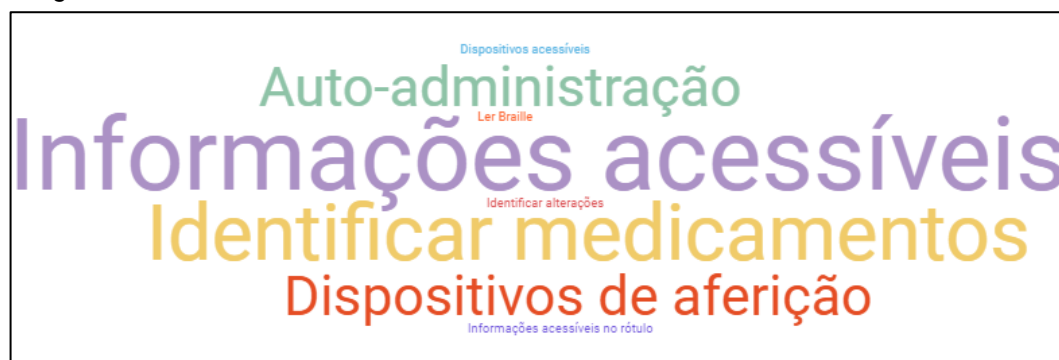 Dispositivos acessíveis
Auto-administração
Ler Braille
Informações acessíveis
Identificar alterações
Identificar medicamentos
Dispositivos de aferição
Informações acessíveis no rótulo